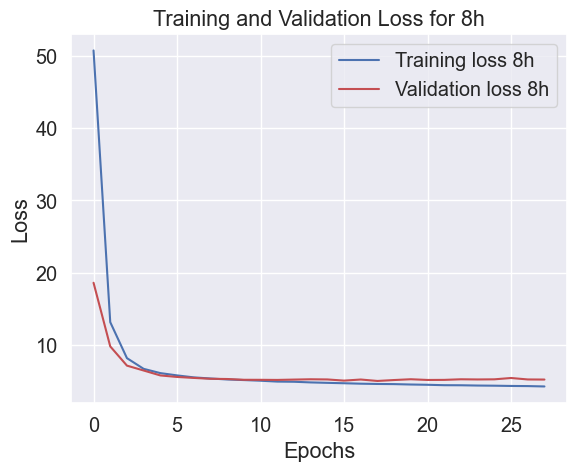 Training and Validation Loss for 8h
Training loss 8h
Validation loss 8h
Loss
50
40
30
20
10
0 5 10 15 20 25
Epochs